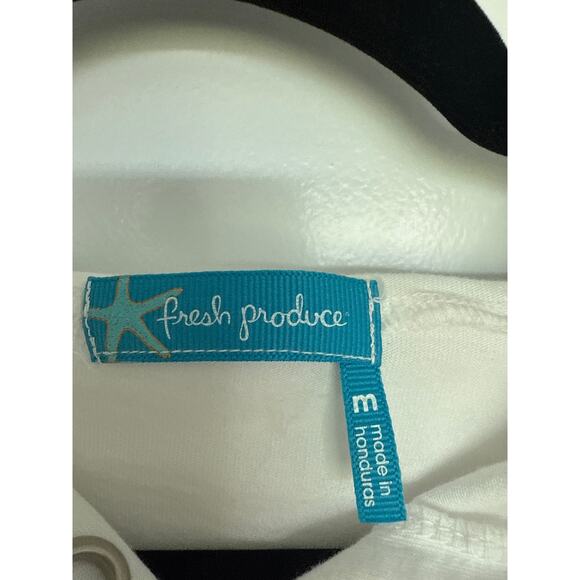 fresh produce
m
made in
honduras